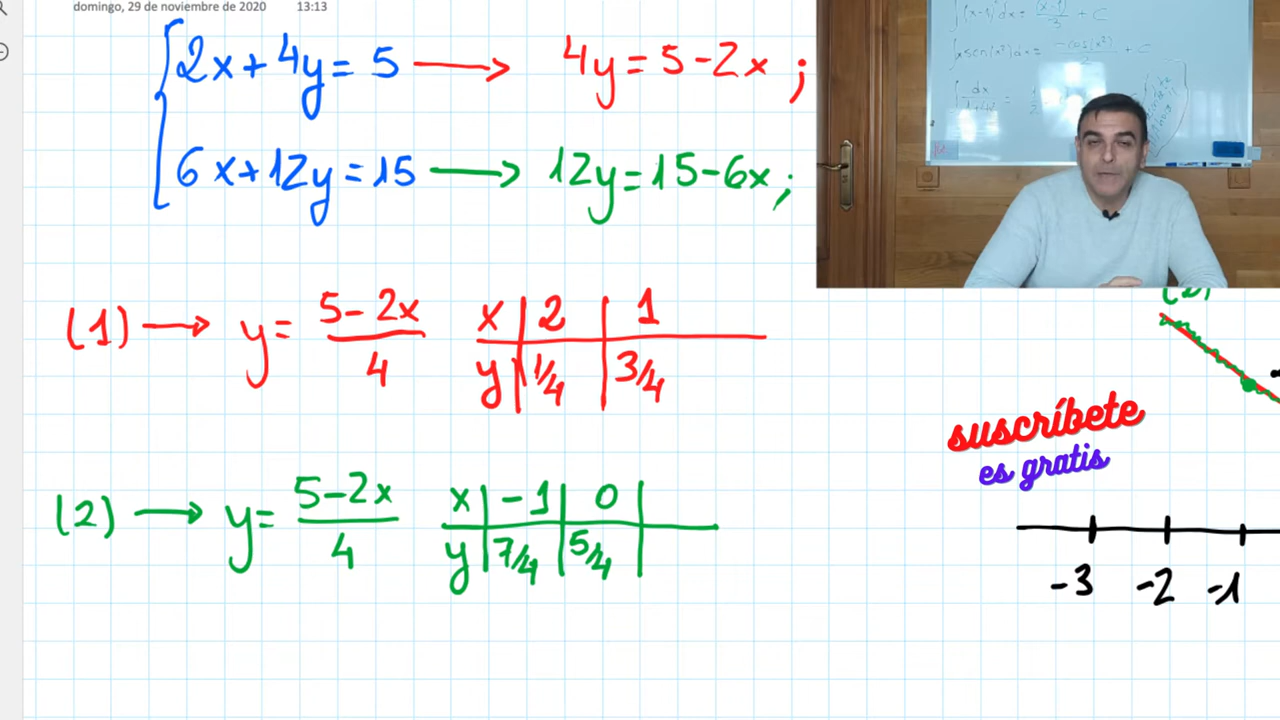 domingo, 29 de noviembre de 2020 13:13
2x+4y=5 → 4y=5-2x ;
6x+12y=15 → 12y=15-6x ;
(1) → y= 5-2x / 4
x | 2 | 1
y | 1/4 | 3/4
(2)
suscríbete
es gratis
(2) → y= 5-2x / 4
x | -1 | 0
y | 7/4 | 5/4
-3 -2 -1